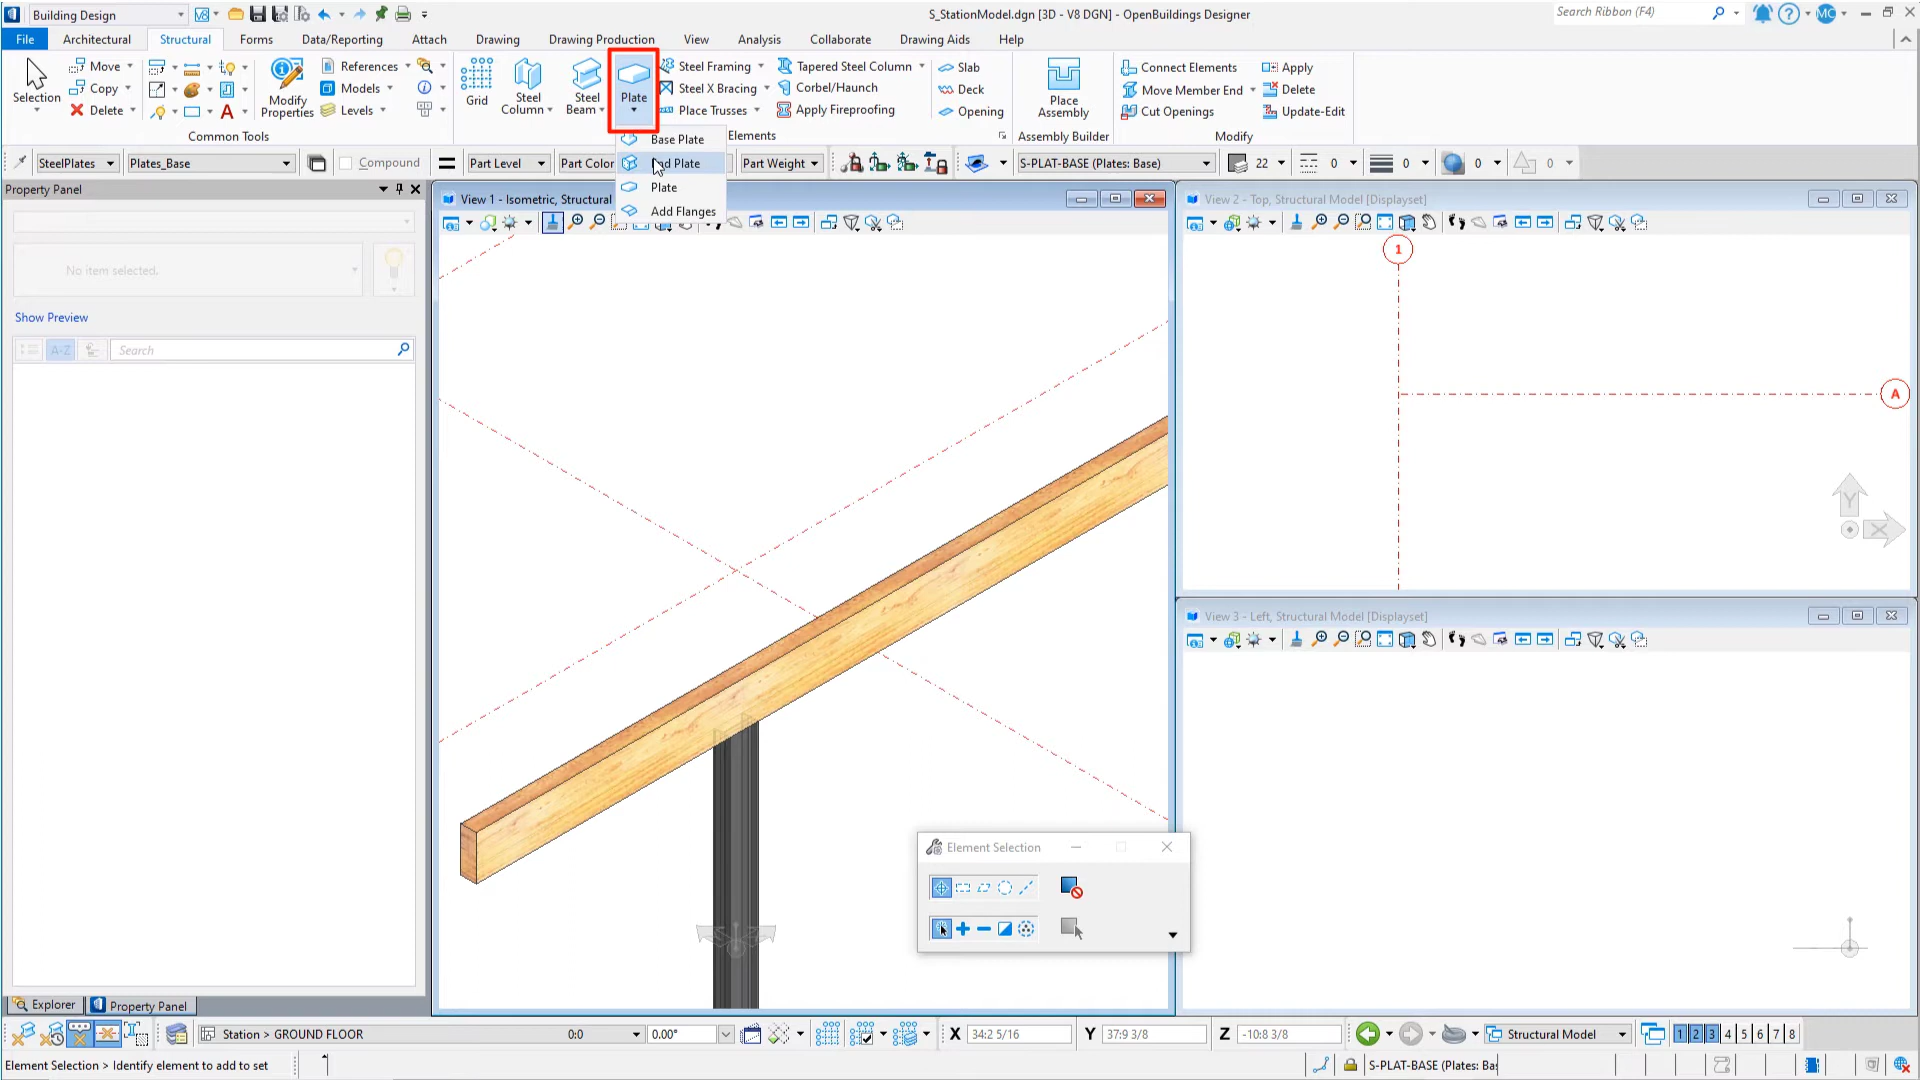 Building Design
S_StationModel.dgn [3D - V8 DGN] - OpenBuildings Designer
Search Ribbon (F4)
MC
File
Architectural
Structural
Forms
Data/Reporting
Attach
Drawing
Drawing Production
View
Analysis
Collaborate
Drawing Aids
Help
Selection
Move
Copy
Delete
Modify
Properties
References
Models
Levels
Common Tools
Grid
Steel
Column
Steel
Beam
Plate
Steel Framing
Steel X Bracing
Place Trusses
Tapered Steel Column
Corbel/Haunch
Apply Fireproofing
Slab
Deck
Opening
Elements
Place
Assembly
Assembly Builder
Connect Elements
Move Member End
Cut Openings
Apply
Delete
Update-Edit
Modify
Base Plate
nd Plate
Plate
Add Flanges
SteelPlates
Plates_Base
Compound
Part Level
Part Color
Part Weight
S-PLAT-BASE (Plates: Base)
22
0
0
0
0
Property Panel
No item selected.
Show Preview
A-Z
Search
View 1 - Isometric, Structural
View 2 - Top, Structural Model [Displayset]
1
A
Y
X
View 3 - Left, Structural Model [Displayset]
Element Selection
Explorer
Property Panel
Station > GROUND FLOOR
0:0
0.00°
X
34:2 5/16
Y
37:9 3/8
Z
-10:8 3/8
Structural Model
1 2 3 4 5 6 7 8
Element Selection > Identify element to add to set
S-PLAT-BASE (Plates: Bas